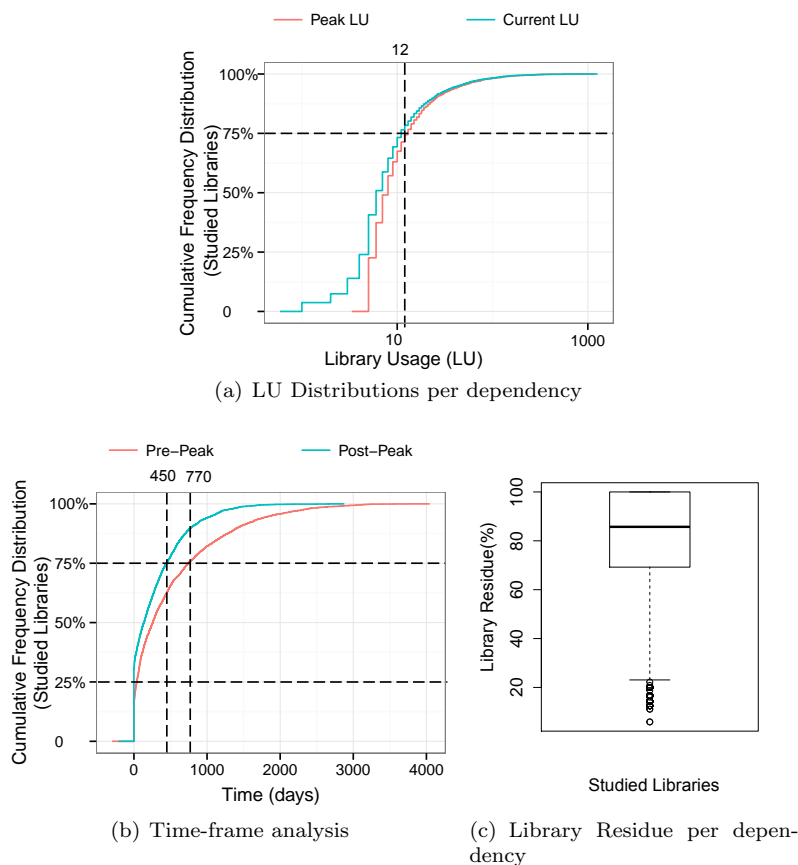 Peak LU Current LU
12
100%
75%
50%
25%
0
Cumulative Frequency Distribution
(Studied Libraries)
10 1000
Library Usage (LU)
(a) LU Distributions per dependency
Pre−Peak Post−Peak
450 770
100%
75%
50%
25%
0
Cumulative Frequency Distribution
(Studied Libraries)
0 1000 2000 3000 4000
Time (days)
(b) Time-frame analysis
100
80
60
40
20
Library Residue(%)
Studied Libraries
(c) Library Residue per depen-
dency